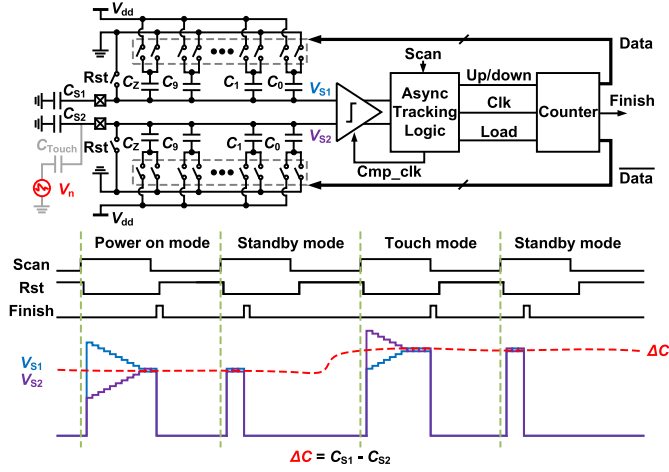 Vdd
Data
Scan
Rst
CZ C9 C1 C0
CS1
VS1
Up/down
Async Tracking Logic
Clk
Counter
Finish
CS2
VS2
Load
CTouch
Rst
CZ C9 C1 C0
Cmp_clk
Data
Vn
Vdd
Power on mode Standby mode Touch mode Standby mode
Scan
Rst
Finish
VS1
VS2
ΔC
ΔC = CS1 - CS2